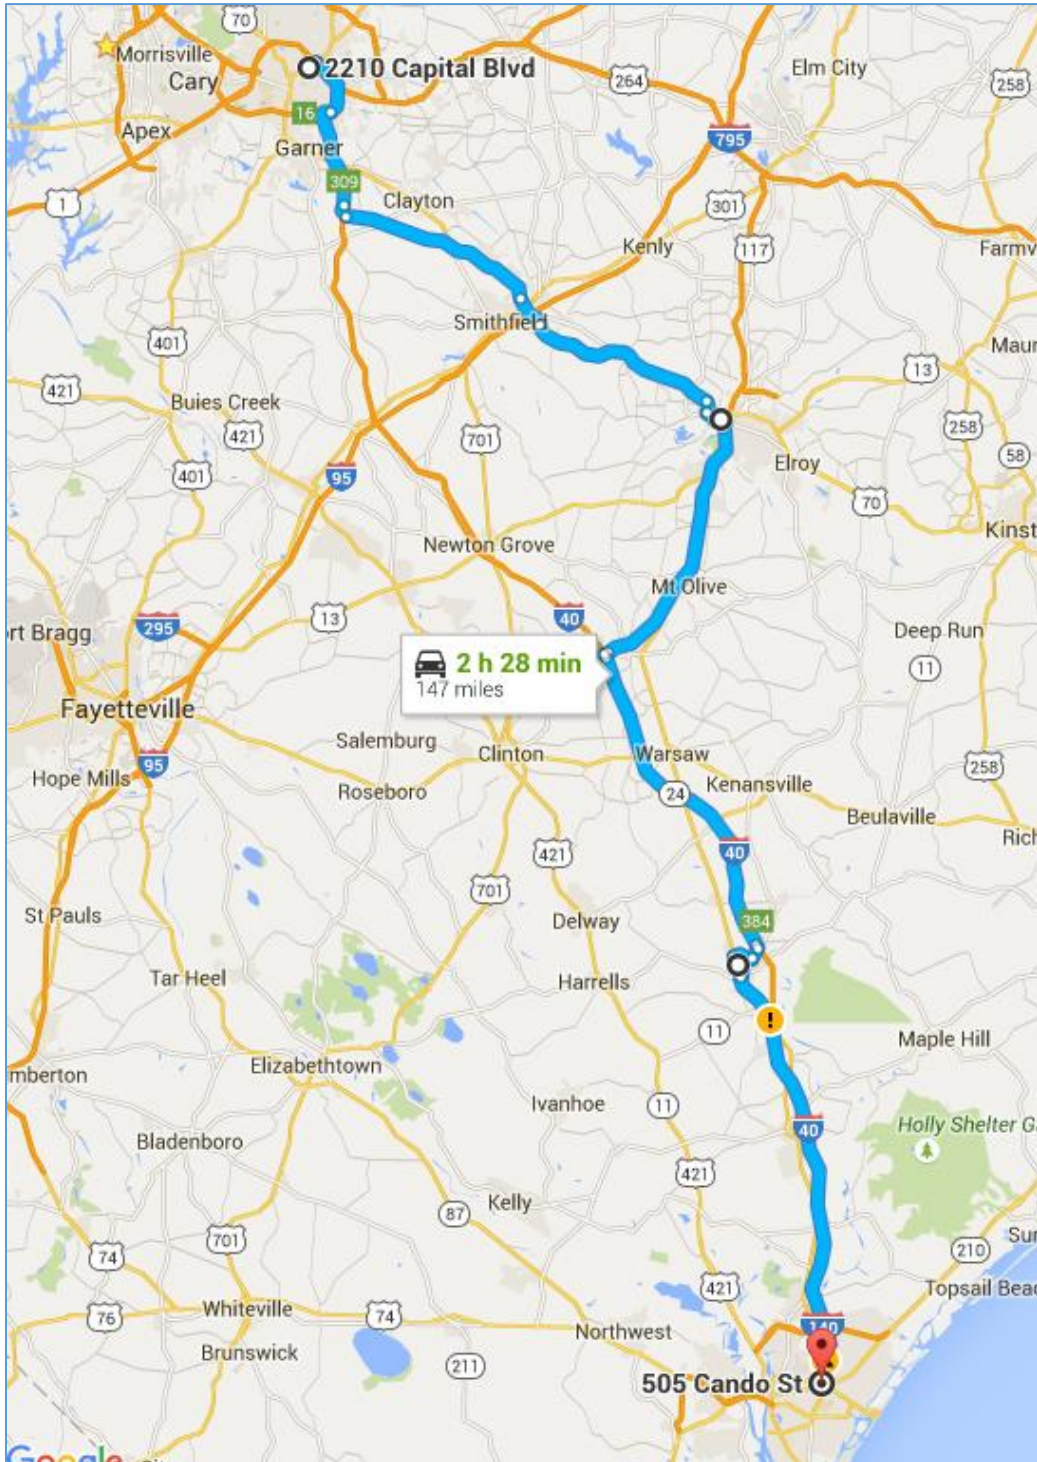 70
Morrisville
Cary
2210 Capital Blvd
264
Elm City
258
16
Apex
Garner
795
309
1
Clayton
301
Kenly
117
Farmv
401
Smithfield
Maur
421
Buies Creek
13
421
701
258
401
95
Elroy
58
70
Kinst
Newton Grove
Mt Olive
13
40
295
rt Bragg
Deep Run
11
2 h 28 min
147 miles
Fayetteville
Salemburg
Clinton
Warsaw
95
Hope Mills
258
Roseboro
24
Kenansville
Beulaville
Rich
421
40
701
St Pauls
Delway
384
Tar Heel
Harrells
11
Maple Hill
Elizabethtown
mberton
Ivanhoe
11
Holly Shelter G
40
Bladenboro
421
Kelly
87
701
Sur
74
210
421
Topsail Bea
76
Whiteville
74
Northwest
140
Brunswick
211
505 Cando St
Google